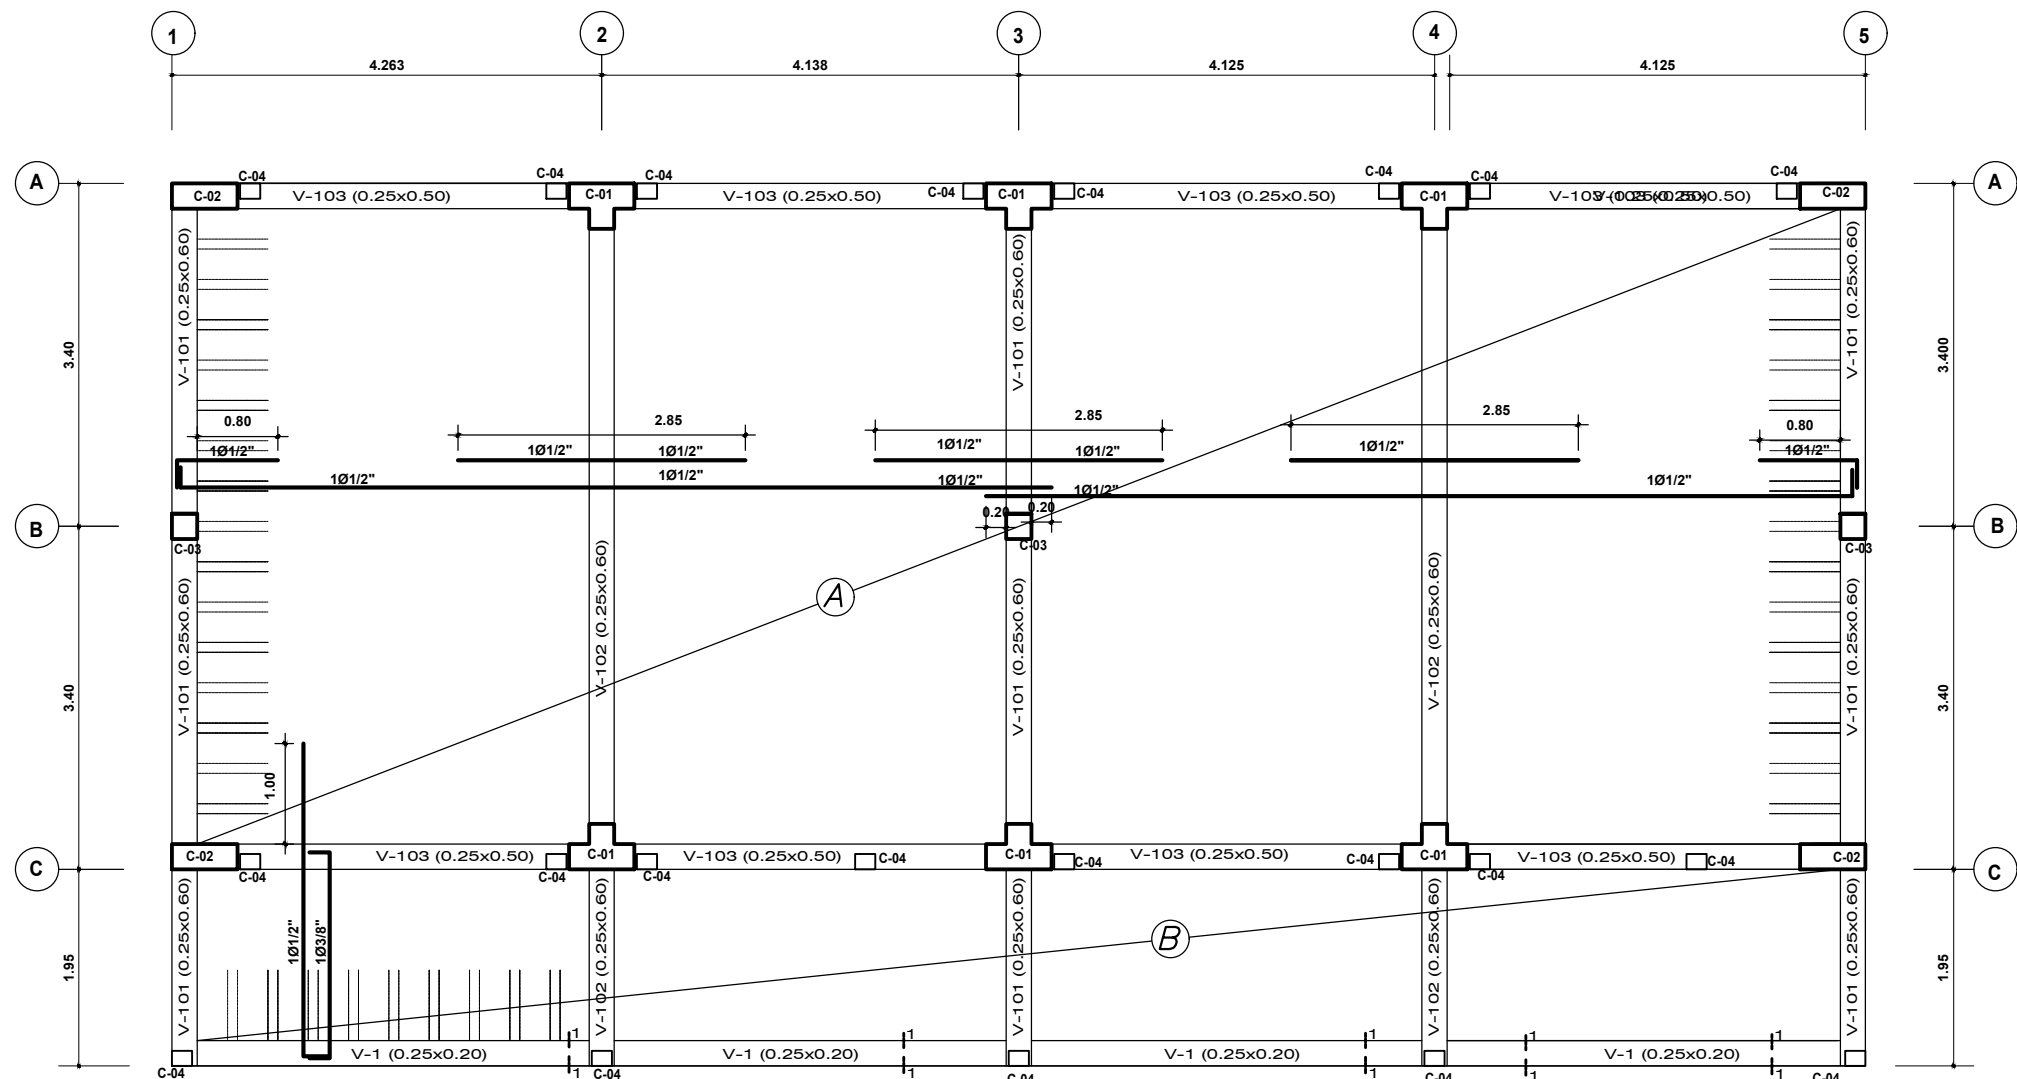 1 2 3 4 5
4.263 4.138 4.125 4.125
C-04 C-04 C-04 C-04 C-04 C-04
A C-02 V-103 (0.25x0.50) C-01 V-103 (0.25x0.50) C-04 C-01 C-04 V-103 (0.25x0.50) C-01 C-02 A
V-101 (0.25x0.60) V-101 (0.25x0.60) V-101 (0.25x0.60)
3.40 3.400
0.80 2.85 2.85 2.85 0.80
1Ø1/2" 1Ø1/2" 1Ø1/2" 1Ø1/2" 1Ø1/2" 1Ø1/2" 1Ø1/2"
1Ø1/2" 1Ø1/2" 1Ø1/2" 1Ø1/2" 1Ø1/2"
0.20 0.20
B B
C-03 C-03 C-03
A
V-101 (0.25x0.60) V-102 (0.25x0.60) V-101 (0.25x0.60) V-102 (0.25x0.60) V-101 (0.25x0.60)
3.40 3.40
1.00
C C-02 V-103 (0.25x0.50) C-01 V-103 (0.25x0.50) C-04 C-01 C-04 V-103 (0.25x0.50) C-04 C-01 V-103 (0.25x0.50) C-04 C-02 C
C-04 C-04 C-04 C-04
V-101 (0.25x0.60) 1Ø1/2" 1Ø3/8" V-102 (0.25x0.60) V-101 (0.25x0.60) V-102 (0.25x0.60) V-101 (0.25x0.60)
B
1.95 1.95
1 1 1 1 1
V-1 (0.25x0.20) V-1 (0.25x0.20) V-1 (0.25x0.20) V-1 (0.25x0.20)
1 1 1 1 1
C-04 C-04 C-04 C-04 C-04